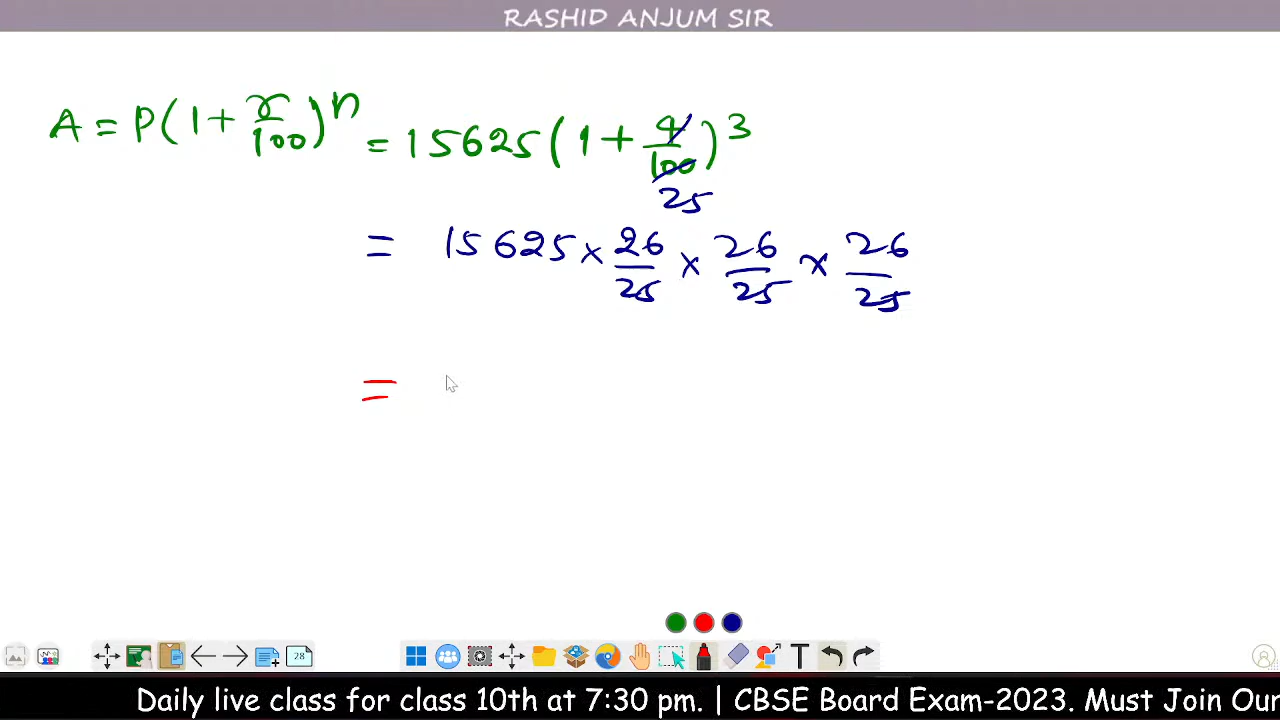 RASHID ANJUM SIR
A = P(1 + r/100)^n = 15625(1 + 4/100)^3
25
= 15625 × 26/25 × 26/25 × 26/25
=
28
T
Daily live class for class 10th at 7:30 pm. | CBSE Board Exam-2023. Must Join Our